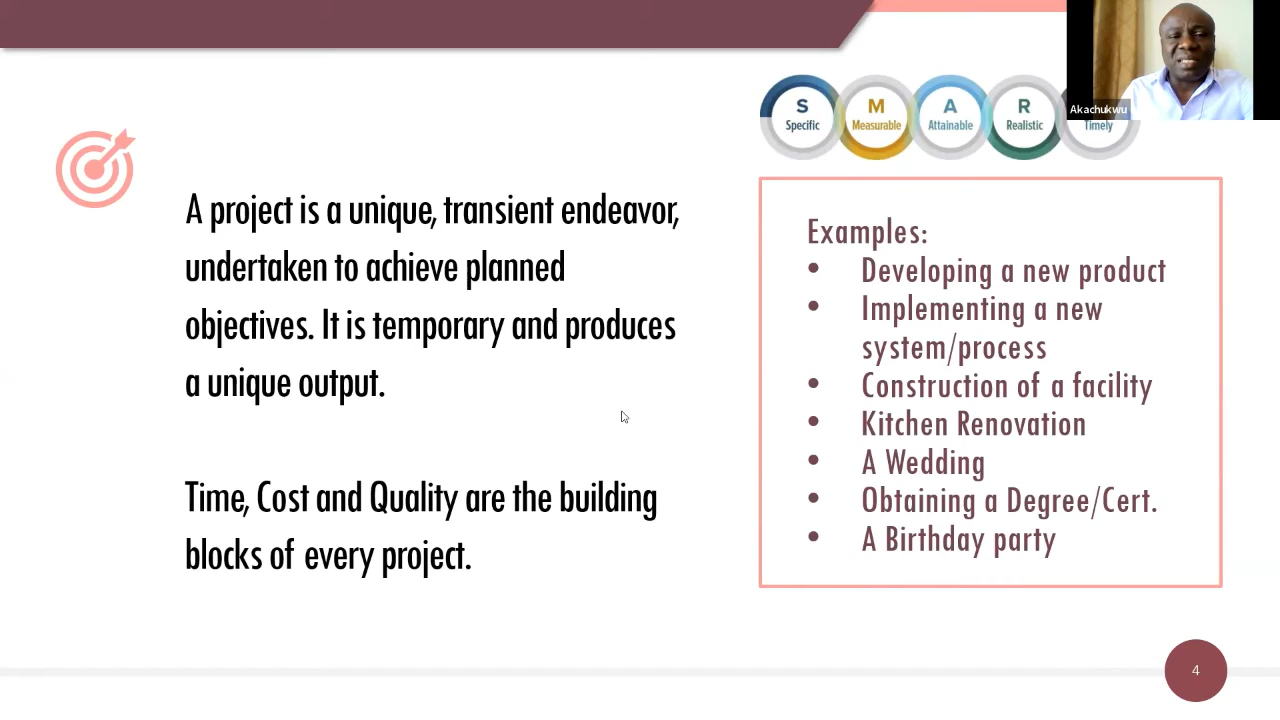 Akachukwu
S M A R
Specific Measurable Attainable Realistic Timely
A project is a unique, transient endeavor,
undertaken to achieve planned
objectives. It is temporary and produces
a unique output.
Time, Cost and Quality are the building
blocks of every project.
Examples:
• Developing a new product
• Implementing a new
system/process
• Construction of a facility
• Kitchen Renovation
• A Wedding
• Obtaining a Degree/Cert.
• A Birthday party
4